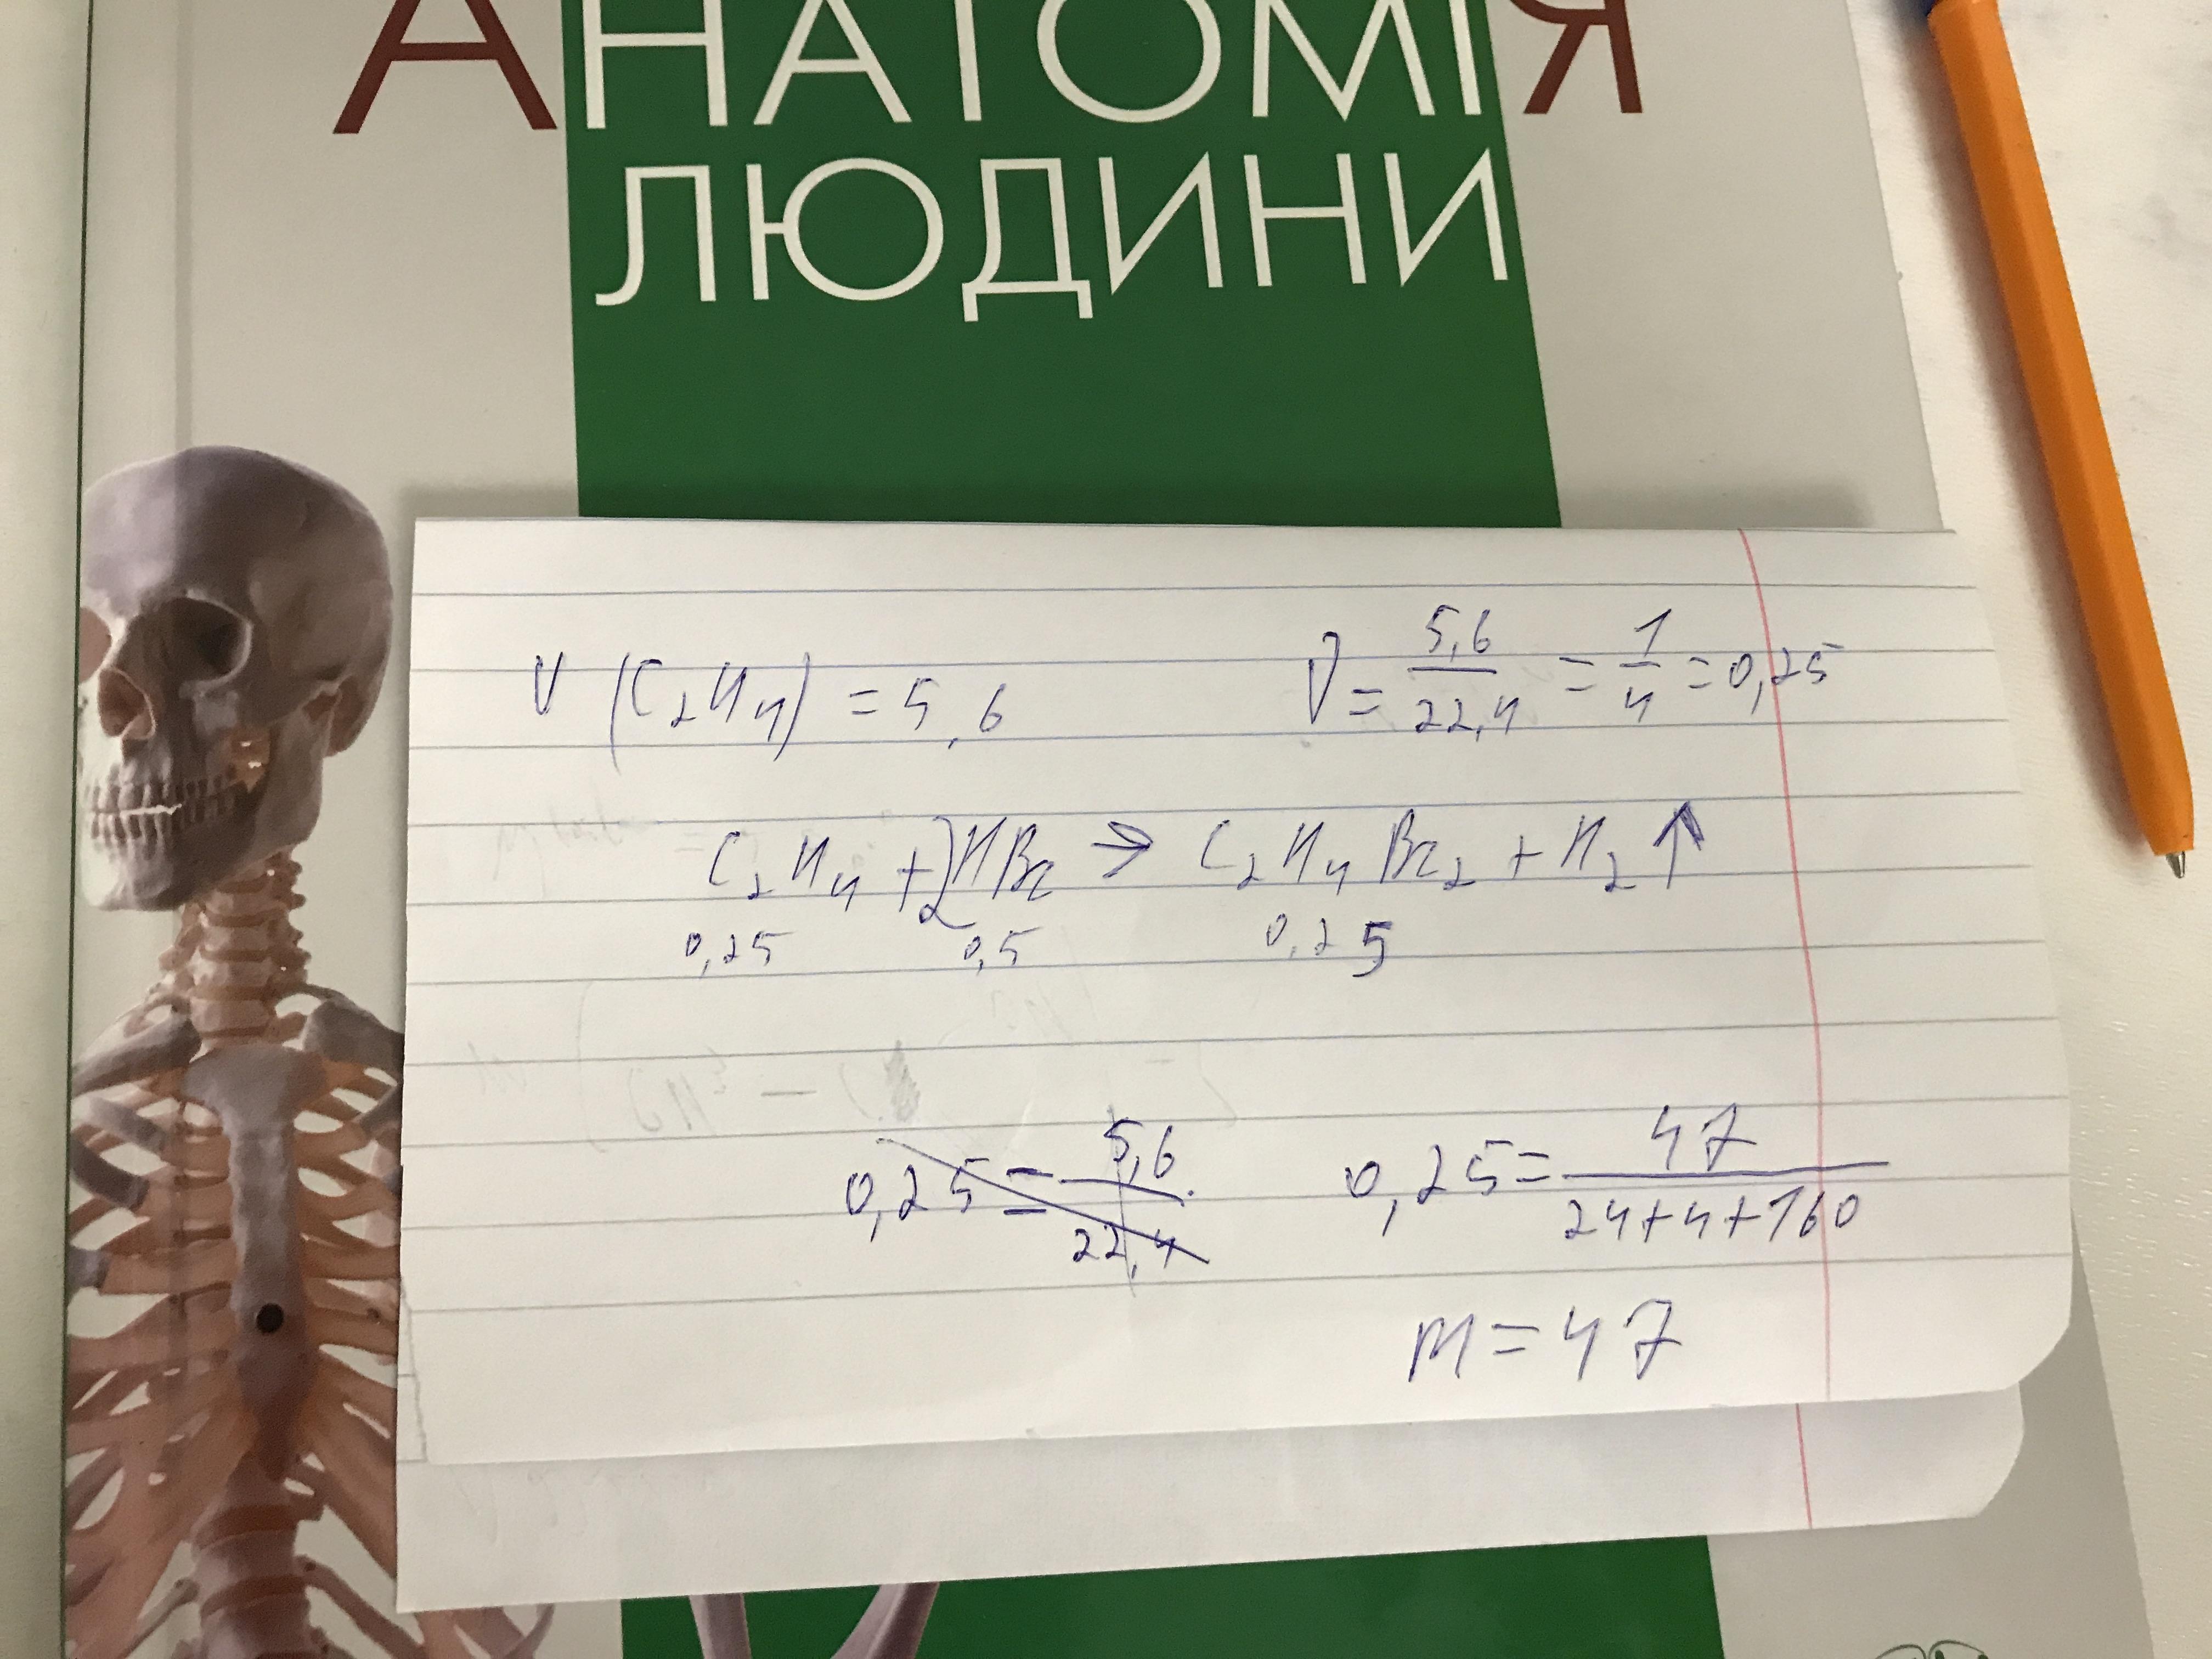 АНАТОМІЯ
ЛЮДИНИ
V (C₂H₄) = 5,6
ν = 5,6/22,4 = 1/4 = 0,25
C₂H₄ + 2HBr → C₂H₄Br₂ + H₂↑
0,25 0,5 0,25
0,25 = 5,6/22,4
0,25 = 47/24+4+160
m = 47